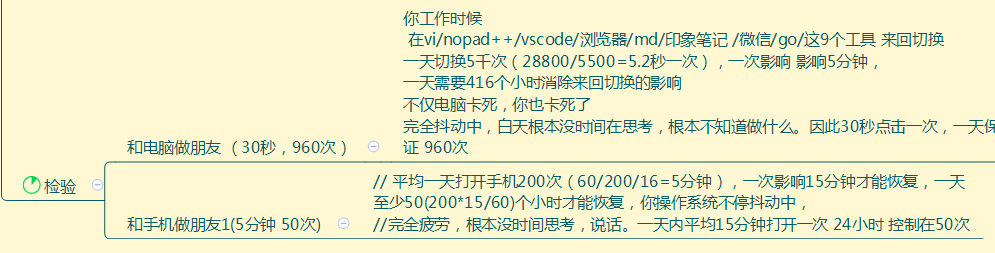 你工作时候
在vi/nopad++/vscode/浏览器/md/印象笔记 /微信/go/这9个工具 来回切换
一天切换5千次（28800/5500=5.2秒一次），一次影响 影响5分钟，
一天需要416个小时消除来回切换的影响
不仅电脑卡死，你也卡死了
完全抖动中，白天根本没时间在思考，根本不知道做什么。因此30秒点击一次，一天保
证 960次
和电脑做朋友 （30秒，960次 ）
检验
// 平均一天打开手机200次（60/200/16=5分钟），一次影响15分钟才能恢复，一天
至少50(200*15/60)个小时才能恢复，你操作系统不停抖动中，
//完全疲劳，根本没时间思考，说话。一天内平均15分钟打开一次 24小时 控制在50次
和手机做朋友1(5分钟 50次)